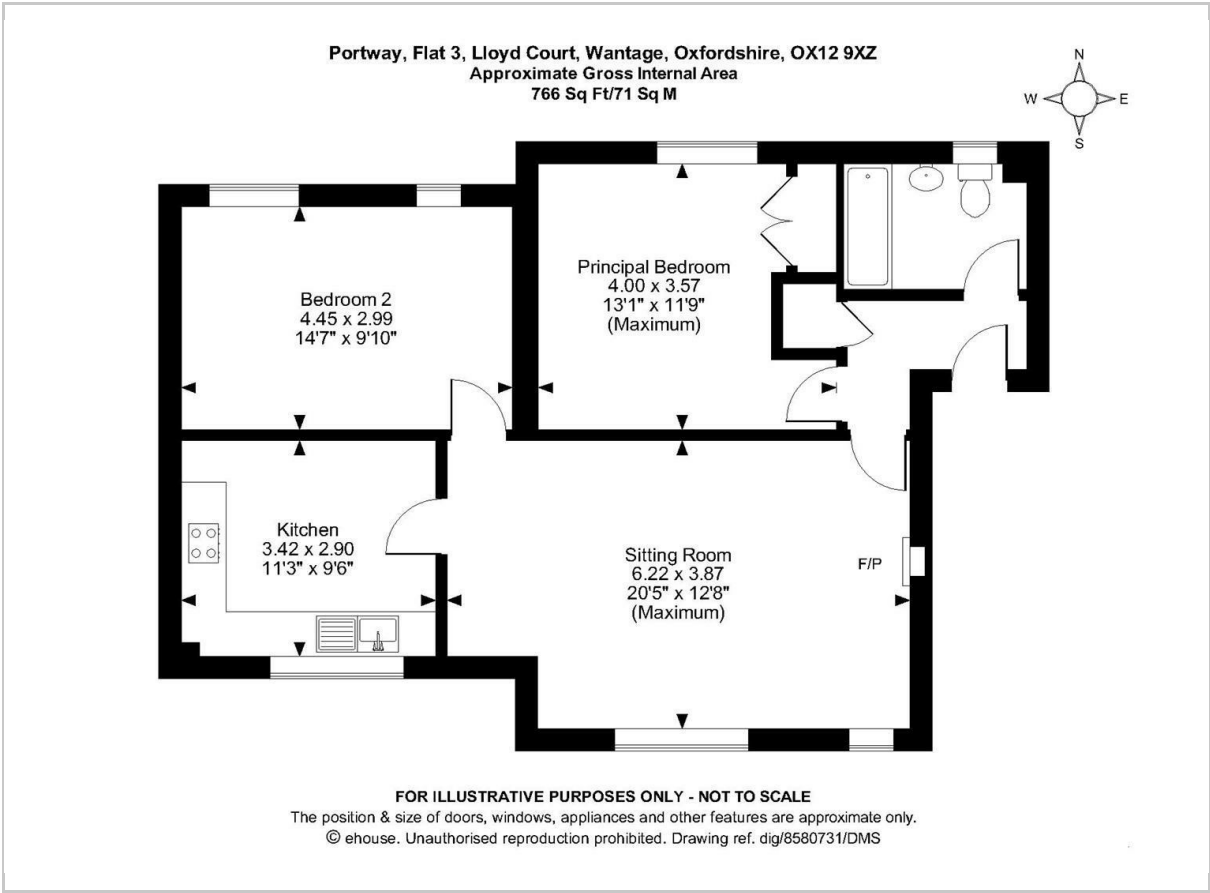 Portway, Flat 3, Lloyd Court, Wantage, Oxfordshire, OX12 9XZ
Approximate Gross Internal Area
766 Sq Ft/71 Sq M
N
W
E
S
Principal Bedroom
4.00 x 3.57
13'1" x 11'9"
(Maximum)
Bedroom 2
4.45 x 2.99
14'7" x 9'10"
Kitchen
3.42 x 2.90
11'3" x 9'6"
Sitting Room
6.22 x 3.87
20'5" x 12'8"
(Maximum)
F/P
FOR ILLUSTRATIVE PURPOSES ONLY - NOT TO SCALE
The position & size of doors, windows, appliances and other features are approximate only.
© ehouse. Unauthorised reproduction prohibited. Drawing ref. dig/8580731/DMS